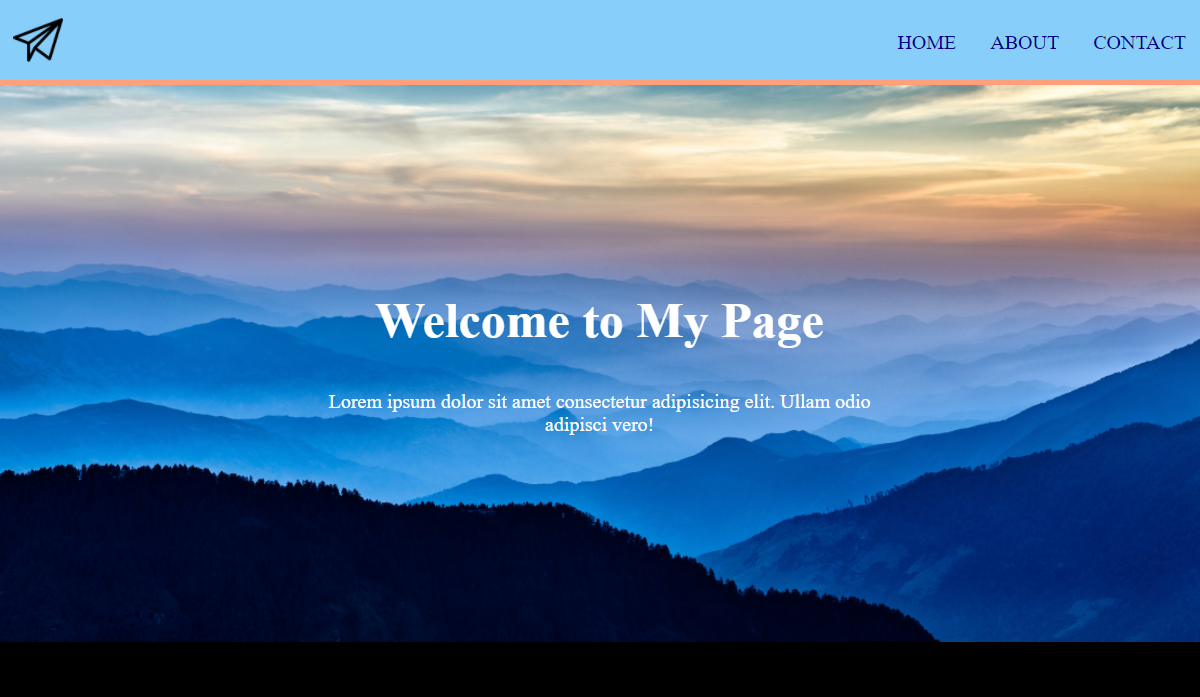 HOME ABOUT CONTACT
Welcome to My Page
Lorem ipsum dolor sit amet consectetur adipisicing elit. Ullam odio
adipisci vero!